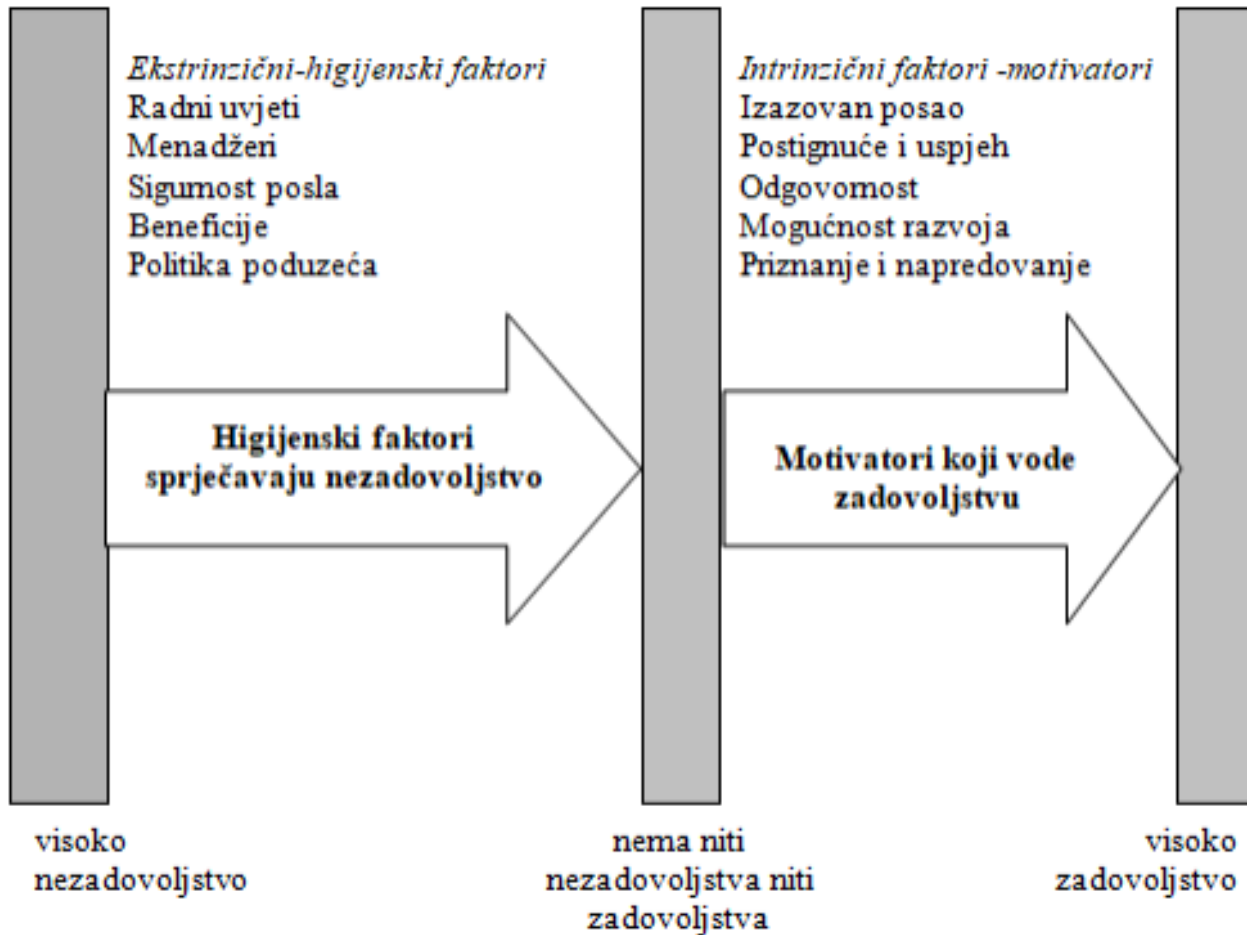 Ekstrinzični-higijenski faktori
Radni uvjeti
Menadžeri
Sigurnost posla
Beneficije
Politika poduzeća
Intrinzični faktori -motivatori
Izazovan posao
Postignuće i uspjeh
Odgovornost
Mogućnost razvoja
Priznanje i napredovanje
Higijenski faktori
sprječavaju nezadovoljstvo
Motivatori koji vode
zadovoljstvu
visoko
nezadovoljstvo
nema niti
nezadovoljstva niti
zadovoljstva
visoko
zadovoljstvo